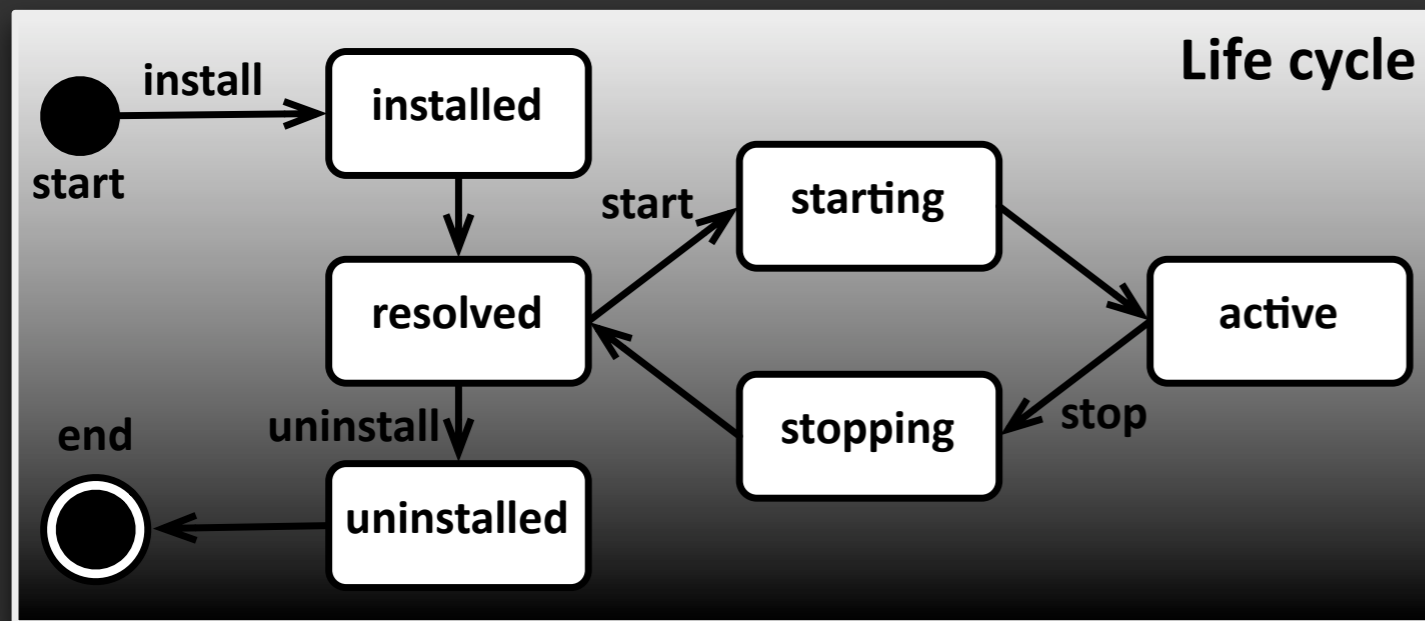 Life cycle
install
installed
start
starting
start
resolved
active
stopping
stop
uninstall
end
uninstalled